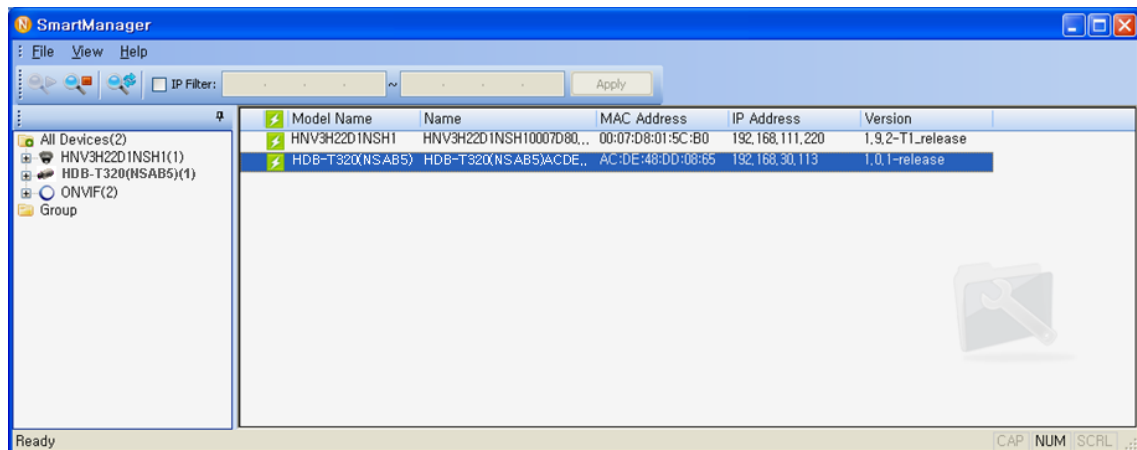 SmartManager
File View Help
IP Filter: . . . ~ . . . Apply
Model Name Name MAC Address IP Address Version
All Devices(2)
HNV3H22D1NSH1(1)
HDB-T320(NSAB5)(1)
ONVIF(2)
Group
HNV3H22D1NSH1 HNV3H22D1NSH10007D80... 00:07:D8:01:5C:B0 192,168,111,220 1,9,2-T1_release
HDB-T320(NSAB5) HDB-T320(NSAB5)ACDE... AC:DE:48:DD:08:65 192,168,30,113 1,0,1-release
Ready CAP NUM SCRL